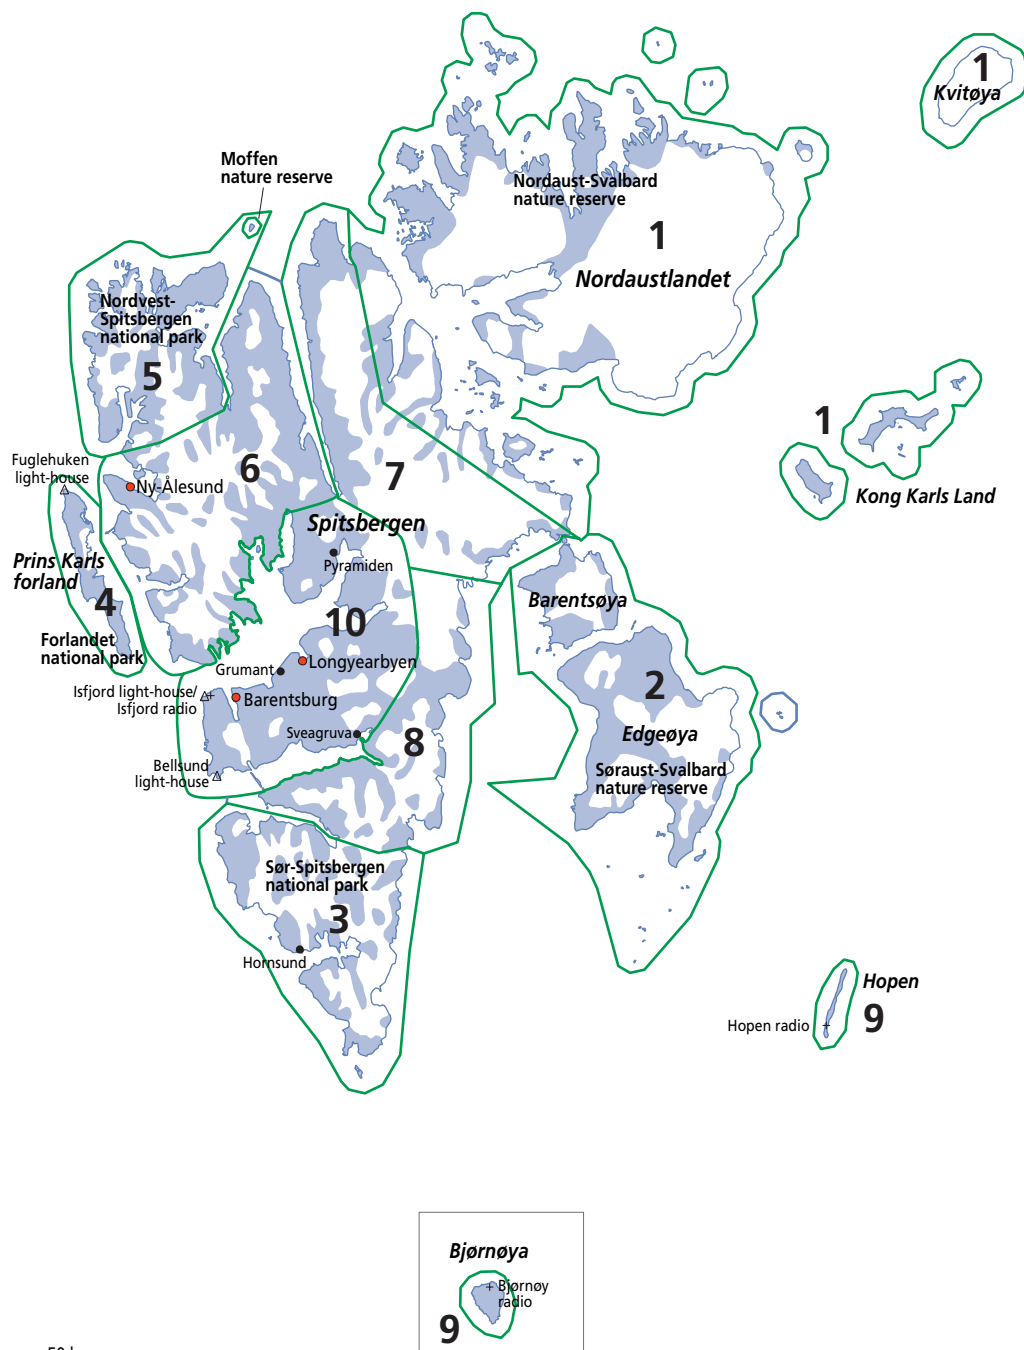 1
Kvitøya
Moffen
nature reserve
Nordaust-Svalbard
nature reserve
1
Nordaustlandet
Nordvest-
Spitsbergen
national park
5
1
Kong Karls Land
Fuglehuken
light-house
6
7
Ny-Ålesund
Spitsbergen
Prins Karls
forland
Pyramiden
4
Barentsøya
10
Forlandet
national park
Longyearbyen
Grumant
2
Isfjord light-house/
Isfjord radio
Barentsburg
Edgeøya
Sveagruva
8
Bellsund
light-house
Søraust-Svalbard
nature reserve
Sør-Spitsbergen
national park
3
Hornsund
Hopen
9
Hopen radio
Bjørnøya
Bjørnøy
radio
9